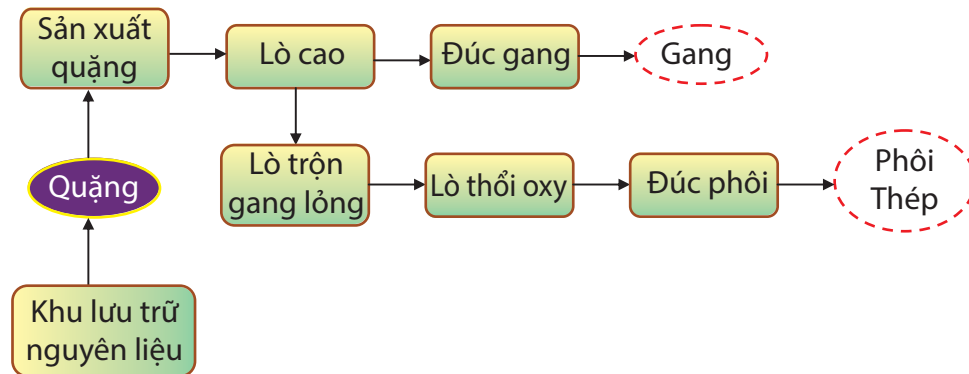 Sản xuất
quặng
Lò cao
Đúc gang
Gang
Quặng
Lò trộn
gang lỏng
Lò thổi oxy
Đúc phôi
Phôi
Thép
Khu lưu trữ
nguyên liệu